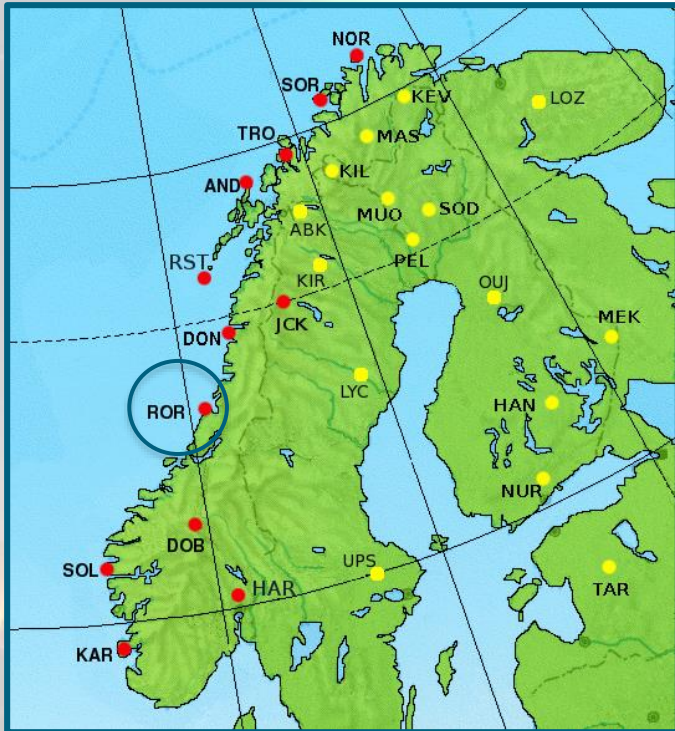 NOR
SOR
KEV
LOZ
TRO
MAS
AND
KIL
MUO
SOD
ABK
RST
KIR
PEL
OUJ
DON
JCK
MEK
LYC
ROR
HAN
NUR
DOB
SOL
UPS
HAR
TAR
KAR